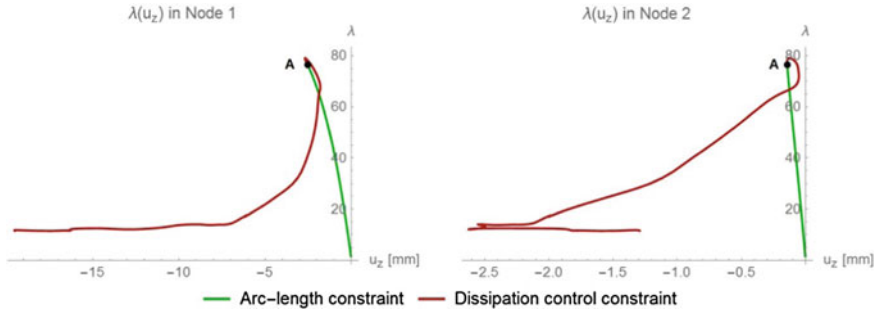 λ(u_z) in Node 1
λ
80
A
60
40
20
−15
−10
−5
u_z [mm]
λ(u_z) in Node 2
λ
80
A
60
40
20
−2.5
−2.0
−1.5
−1.0
−0.5
u_z [mm]
Arc−length constraint
Dissipation control constraint